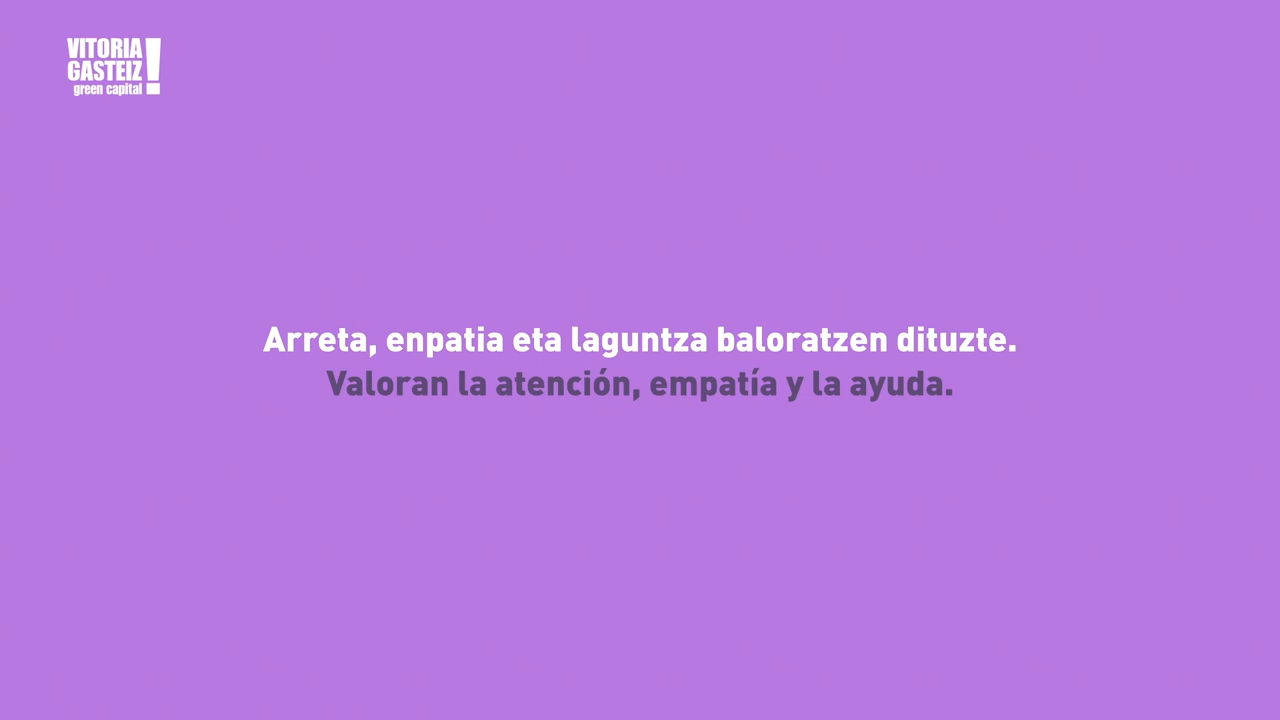 VITORIA
GASTEIZ!
green capital
Arreta, enpatia eta laguntza baloratzen dituzte.
Valoran la atención, empatía y la ayuda.